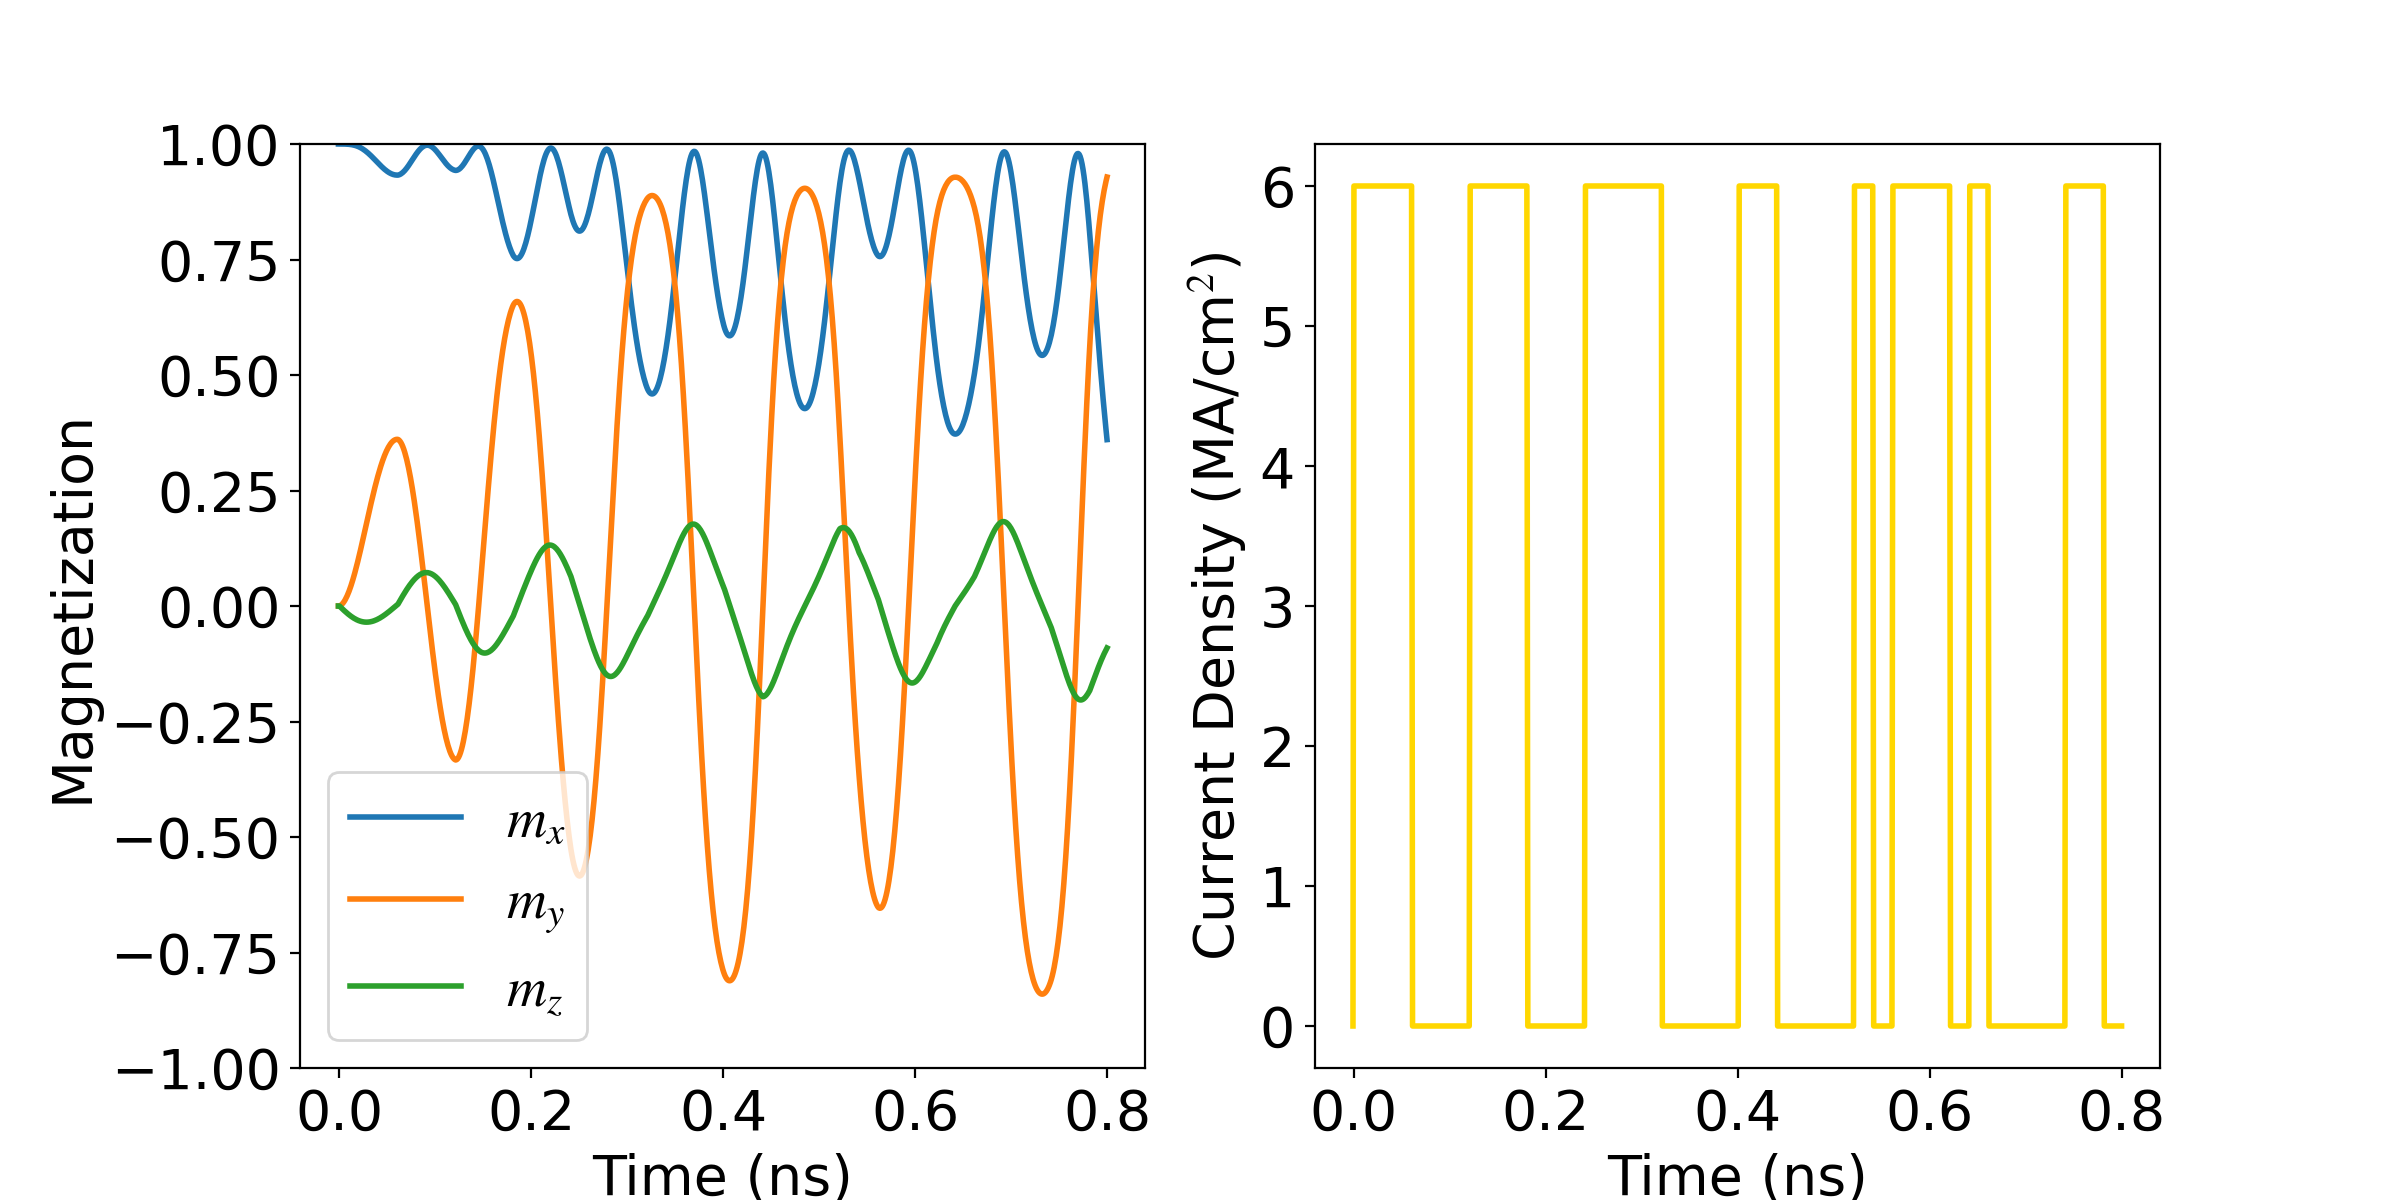 1.00
0.75
0.50
0.25
0.00
−0.25
−0.50
−0.75
−1.00
Magnetization
m_x
m_y
m_z
0.0 0.2 0.4 0.6 0.8
Time (ns)
6
5
4
3
2
1
0
Current Density (MA/cm²)
0.0 0.2 0.4 0.6 0.8
Time (ns)